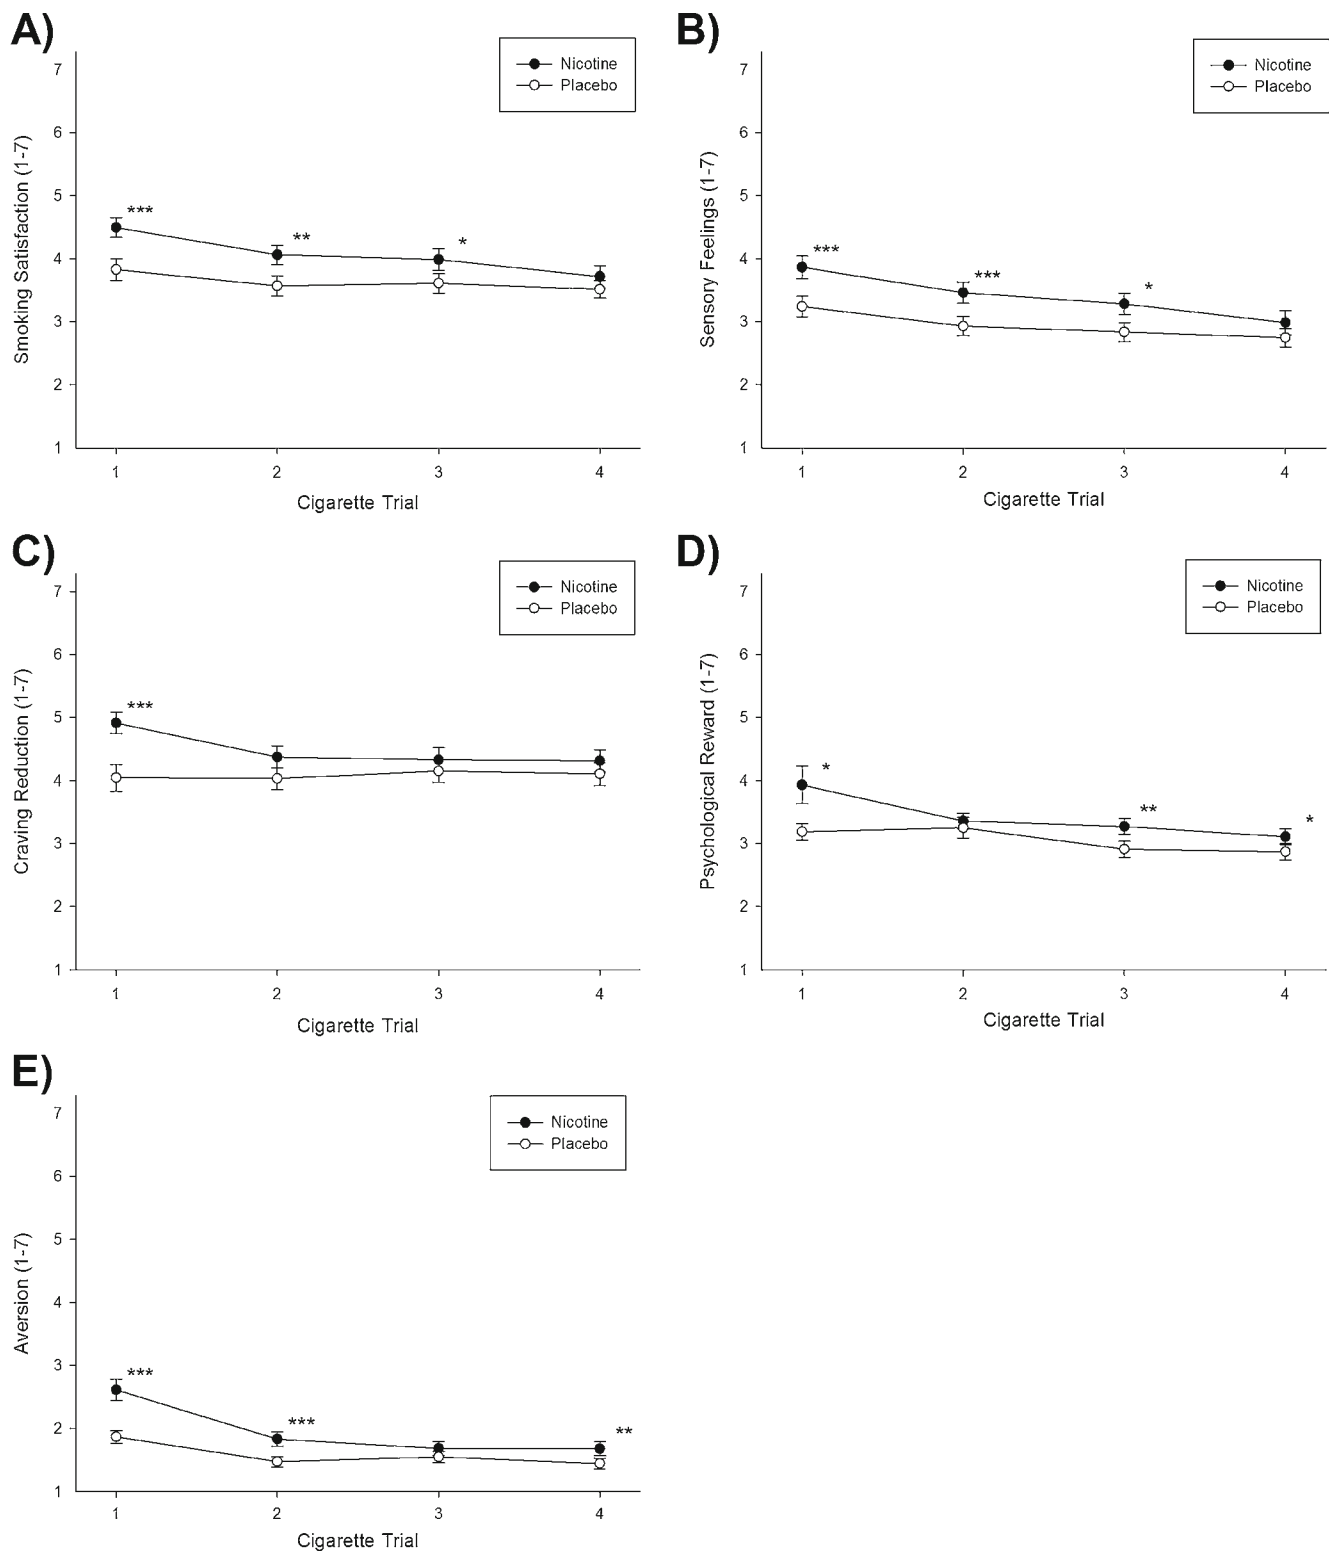 A)
Nicotine
Placebo
7
6
5
4
3
2
1
Smoking Satisfaction (1-7)
***
**
*
1 2 3 4
Cigarette Trial
B)
Nicotine
Placebo
7
6
5
4
3
2
1
Sensory Feelings (1-7)
***
***
*
1 2 3 4
Cigarette Trial
C)
Nicotine
Placebo
7
6
5
4
3
2
1
Craving Reduction (1-7)
***
1 2 3 4
Cigarette Trial
D)
Nicotine
Placebo
7
6
5
4
3
2
1
Psychological Reward (1-7)
*
**
*
1 2 3 4
Cigarette Trial
E)
Nicotine
Placebo
7
6
5
4
3
2
1
Aversion (1-7)
***
***
**
1 2 3 4
Cigarette Trial